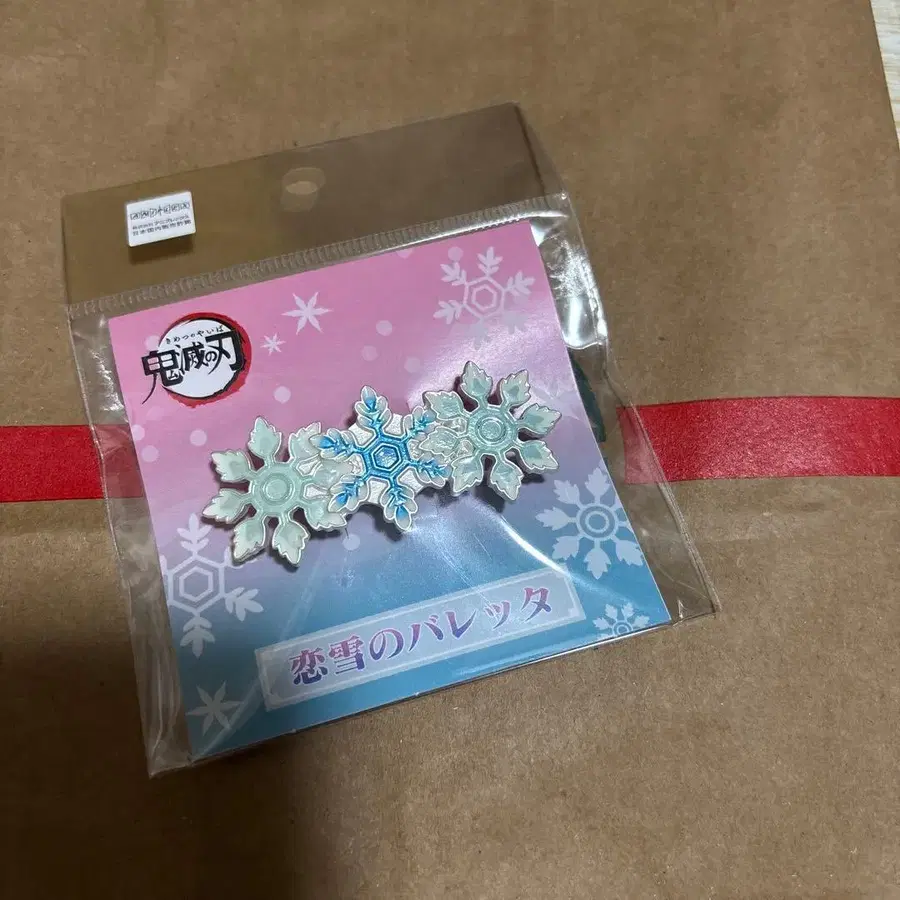 きめつのやいば
鬼滅の刃
恋雪のバレッタ